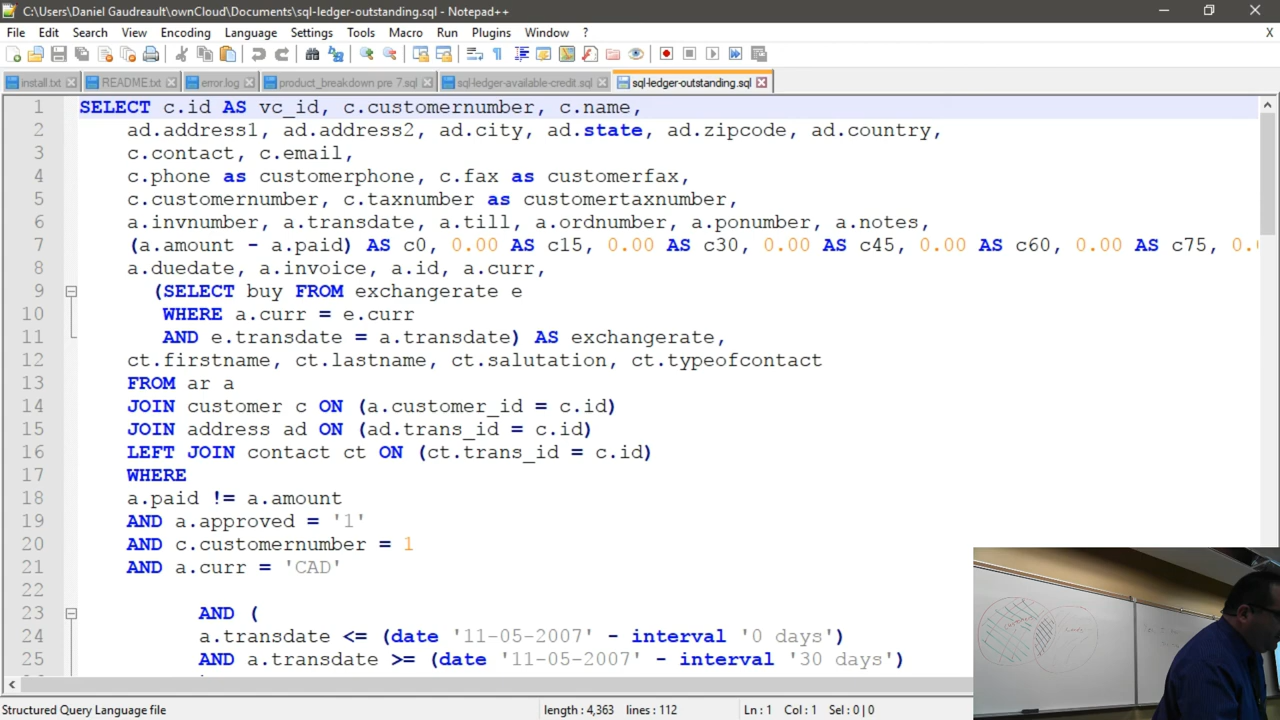 C:\Users\Daniel Gaudreault\ownCloud\Documents\sql-ledger-outstanding.sql - Notepad++
File Edit Search View Encoding Language Settings Tools Macro Run Plugins Window ? X
install.txt README.txt error.log product_breakdown pre 7.sql sql-ledger-available-credit.sql sql-ledger-outstanding.sql
1 SELECT c.id AS vc_id, c.customernumber, c.name,
2 ad.address1, ad.address2, ad.city, ad.state, ad.zipcode, ad.country,
3 c.contact, c.email,
4 c.phone as customerphone, c.fax as customerfax,
5 c.customernumber, c.taxnumber as customertaxnumber,
6 a.invnumber, a.transdate, a.till, a.ordnumber, a.ponumber, a.notes,
7 (a.amount - a.paid) AS c0, 0.00 AS c15, 0.00 AS c30, 0.00 AS c45, 0.00 AS c60, 0.00 AS c75, 0.
8 a.duedate, a.invoice, a.id, a.curr,
9 (SELECT buy FROM exchangerate e
10 WHERE a.curr = e.curr
11 AND e.transdate = a.transdate) AS exchangerate,
12 ct.firstname, ct.lastname, ct.salutation, ct.typeofcontact
13 FROM ar a
14 JOIN customer c ON (a.customer_id = c.id)
15 JOIN address ad ON (ad.trans_id = c.id)
16 LEFT JOIN contact ct ON (ct.trans_id = c.id)
17 WHERE
18 a.paid != a.amount
19 AND a.approved = '1'
20 AND c.customernumber = 1
21 AND a.curr = 'CAD'
22
23 AND (
24 a.transdate <= (date '11-05-2007' - interval '0 days')
25 AND a.transdate >= (date '11-05-2007' - interval '30 days')
Structured Query Language file length : 4,363 lines : 112 Ln : 1 Col : 1 Sel : 0 | 0